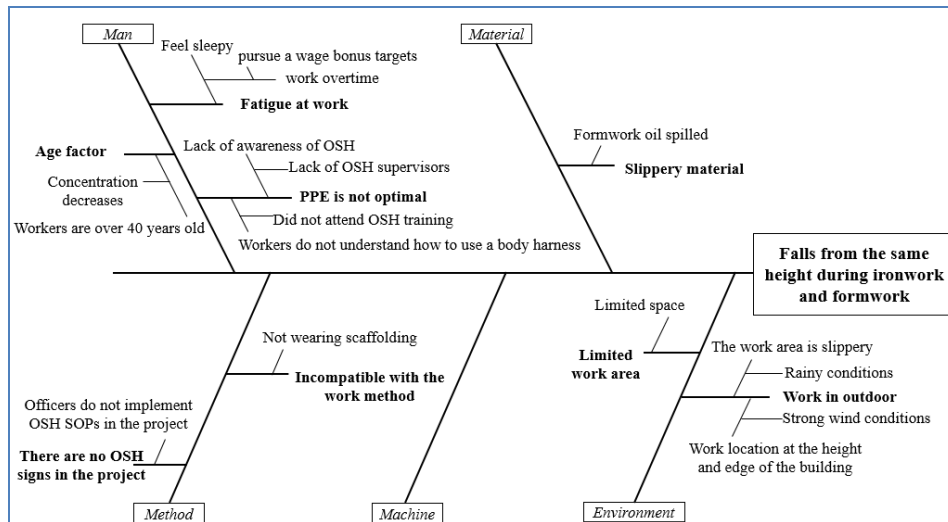 Man
Material
Feel sleepy
pursue a wage bonus targets
work overtime
Fatigue at work
Age factor
Concentration
decreases
Workers are over 40 years old
Lack of awareness of OSH
Lack of OSH supervisors
PPE is not optimal
Did not attend OSH training
Workers do not understand how to use a body harness
Formwork oil spilled
Slippery material
Falls from the same
height during ironwork
and formwork
Not wearing scaffolding
Incompatible with the
work method
Officers do not implement
OSH SOPs in the project
There are no OSH
signs in the project
Limited space
Limited
work area
The work area is slippery
Rainy conditions
Work in outdoor
Strong wind conditions
Work location at the height
and edge of the building
Method
Machine
Environment